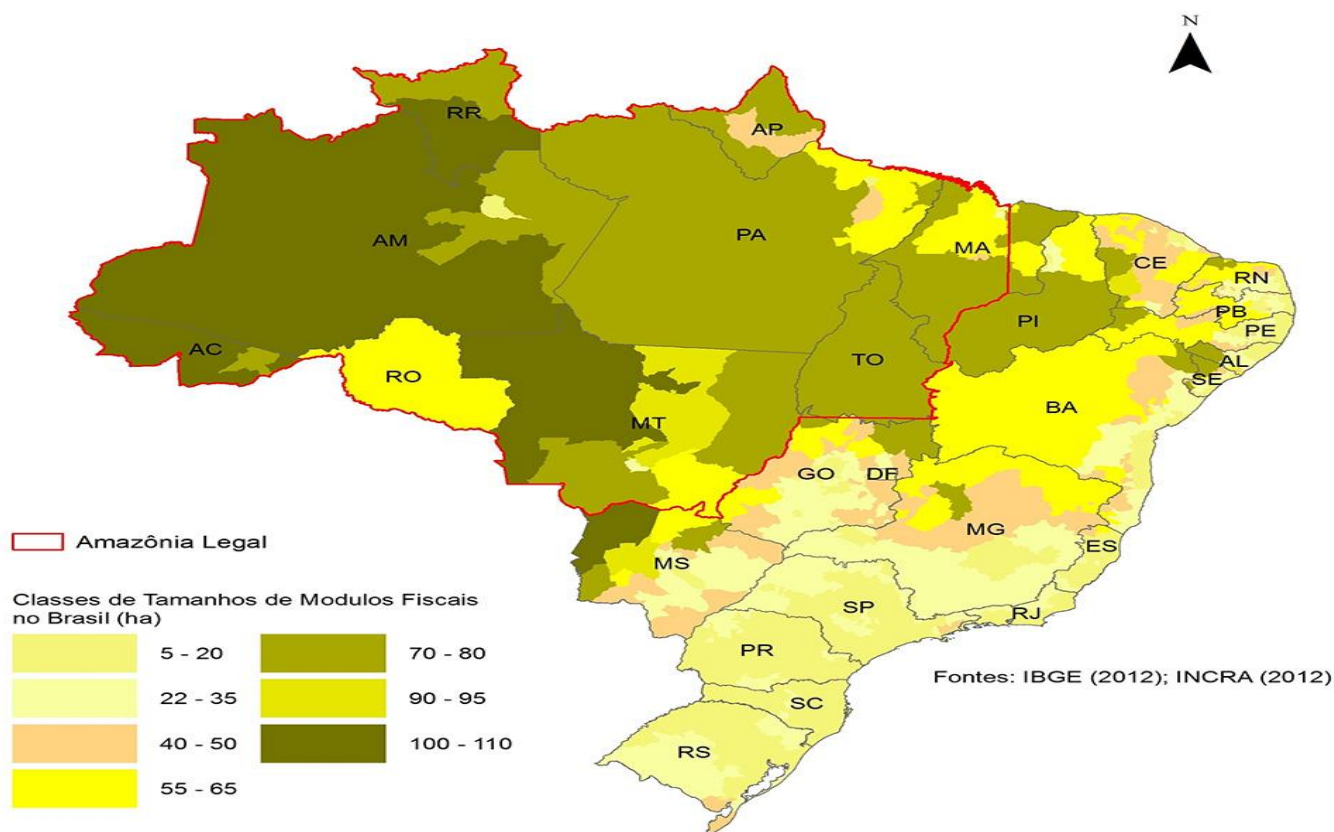 N
RR
AP
AM
PA
MA
CE
RN
PB
PI
PE
AC
TO
AL
RO
SE
BA
MT
GO
DF
MG
ES
MS
SP
RJ
PR
SC
RS
Amazônia Legal
Classes de Tamanhos de Modulos Fiscais
no Brasil (ha)
5 - 20
70 - 80
22 - 35
90 - 95
40 - 50
100 - 110
55 - 65
Fontes: IBGE (2012); INCRA (2012)